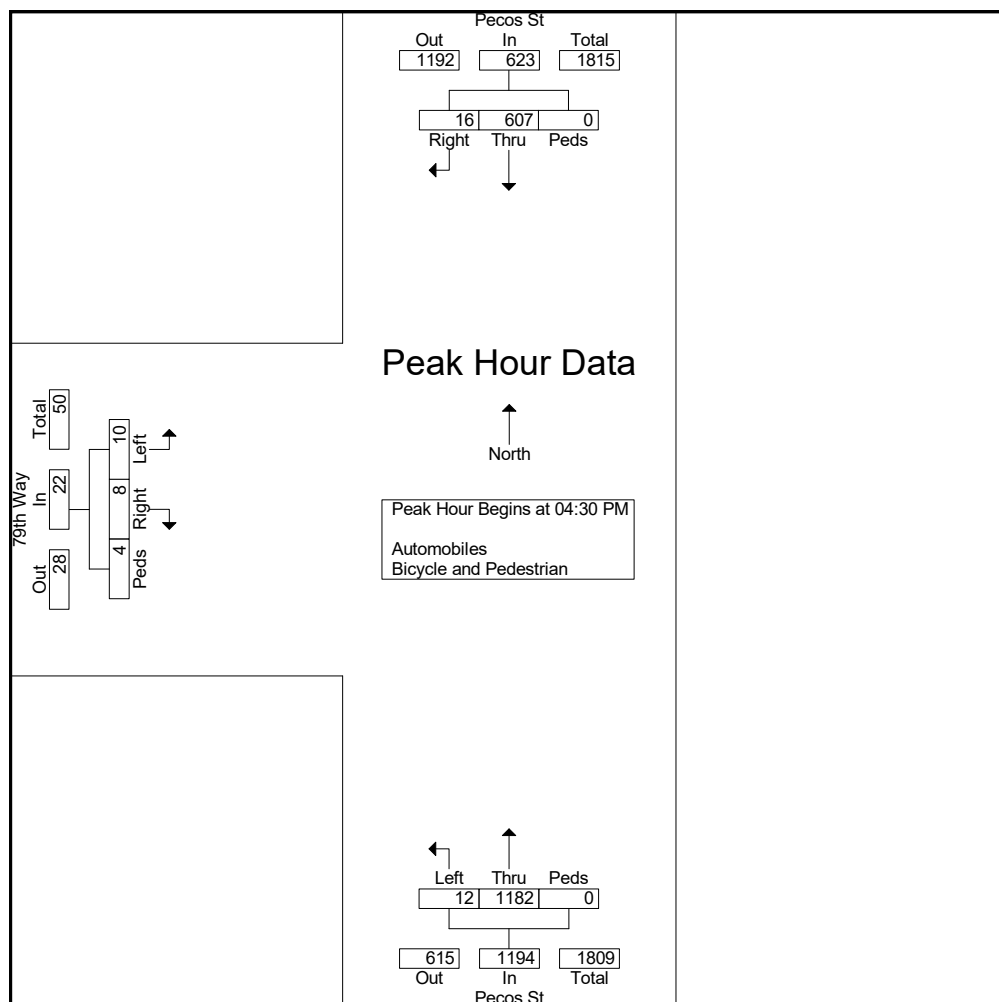 Pecos St
Out In Total
1192 623 1815
16 607 0
Right Thru Peds
Peak Hour Data
North
79th Way
Out In Total
28 22 50
4 8 10
Peds Right Left
Peak Hour Begins at 04:30 PM
Automobiles
Bicycle and Pedestrian
Left Thru Peds
12 1182 0
615 1194 1809
Out In Total
Pecos St